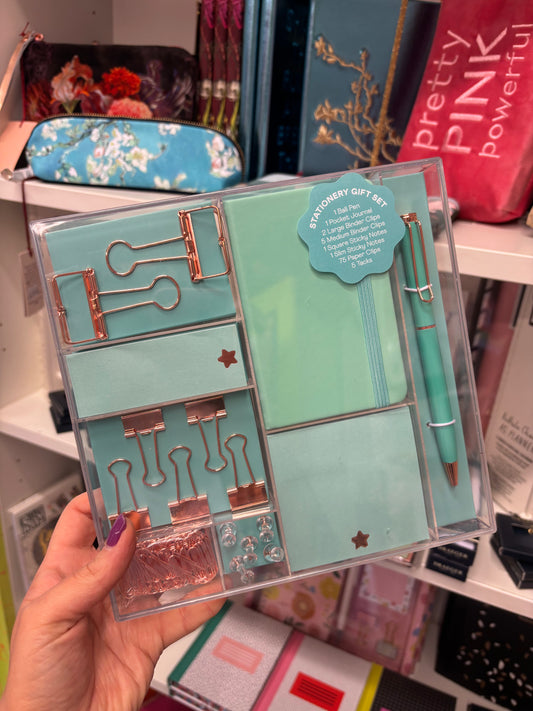 pretty
PINK
powerful
STATIONERY GIFT SET
1 Ball Pen
1 Pocket Journal
2 Large Binder Clips
5 Medium Binder Clips
1 Square Sticky Notes
1 Slim Sticky Notes
75 Paper Clips
5 Tacks